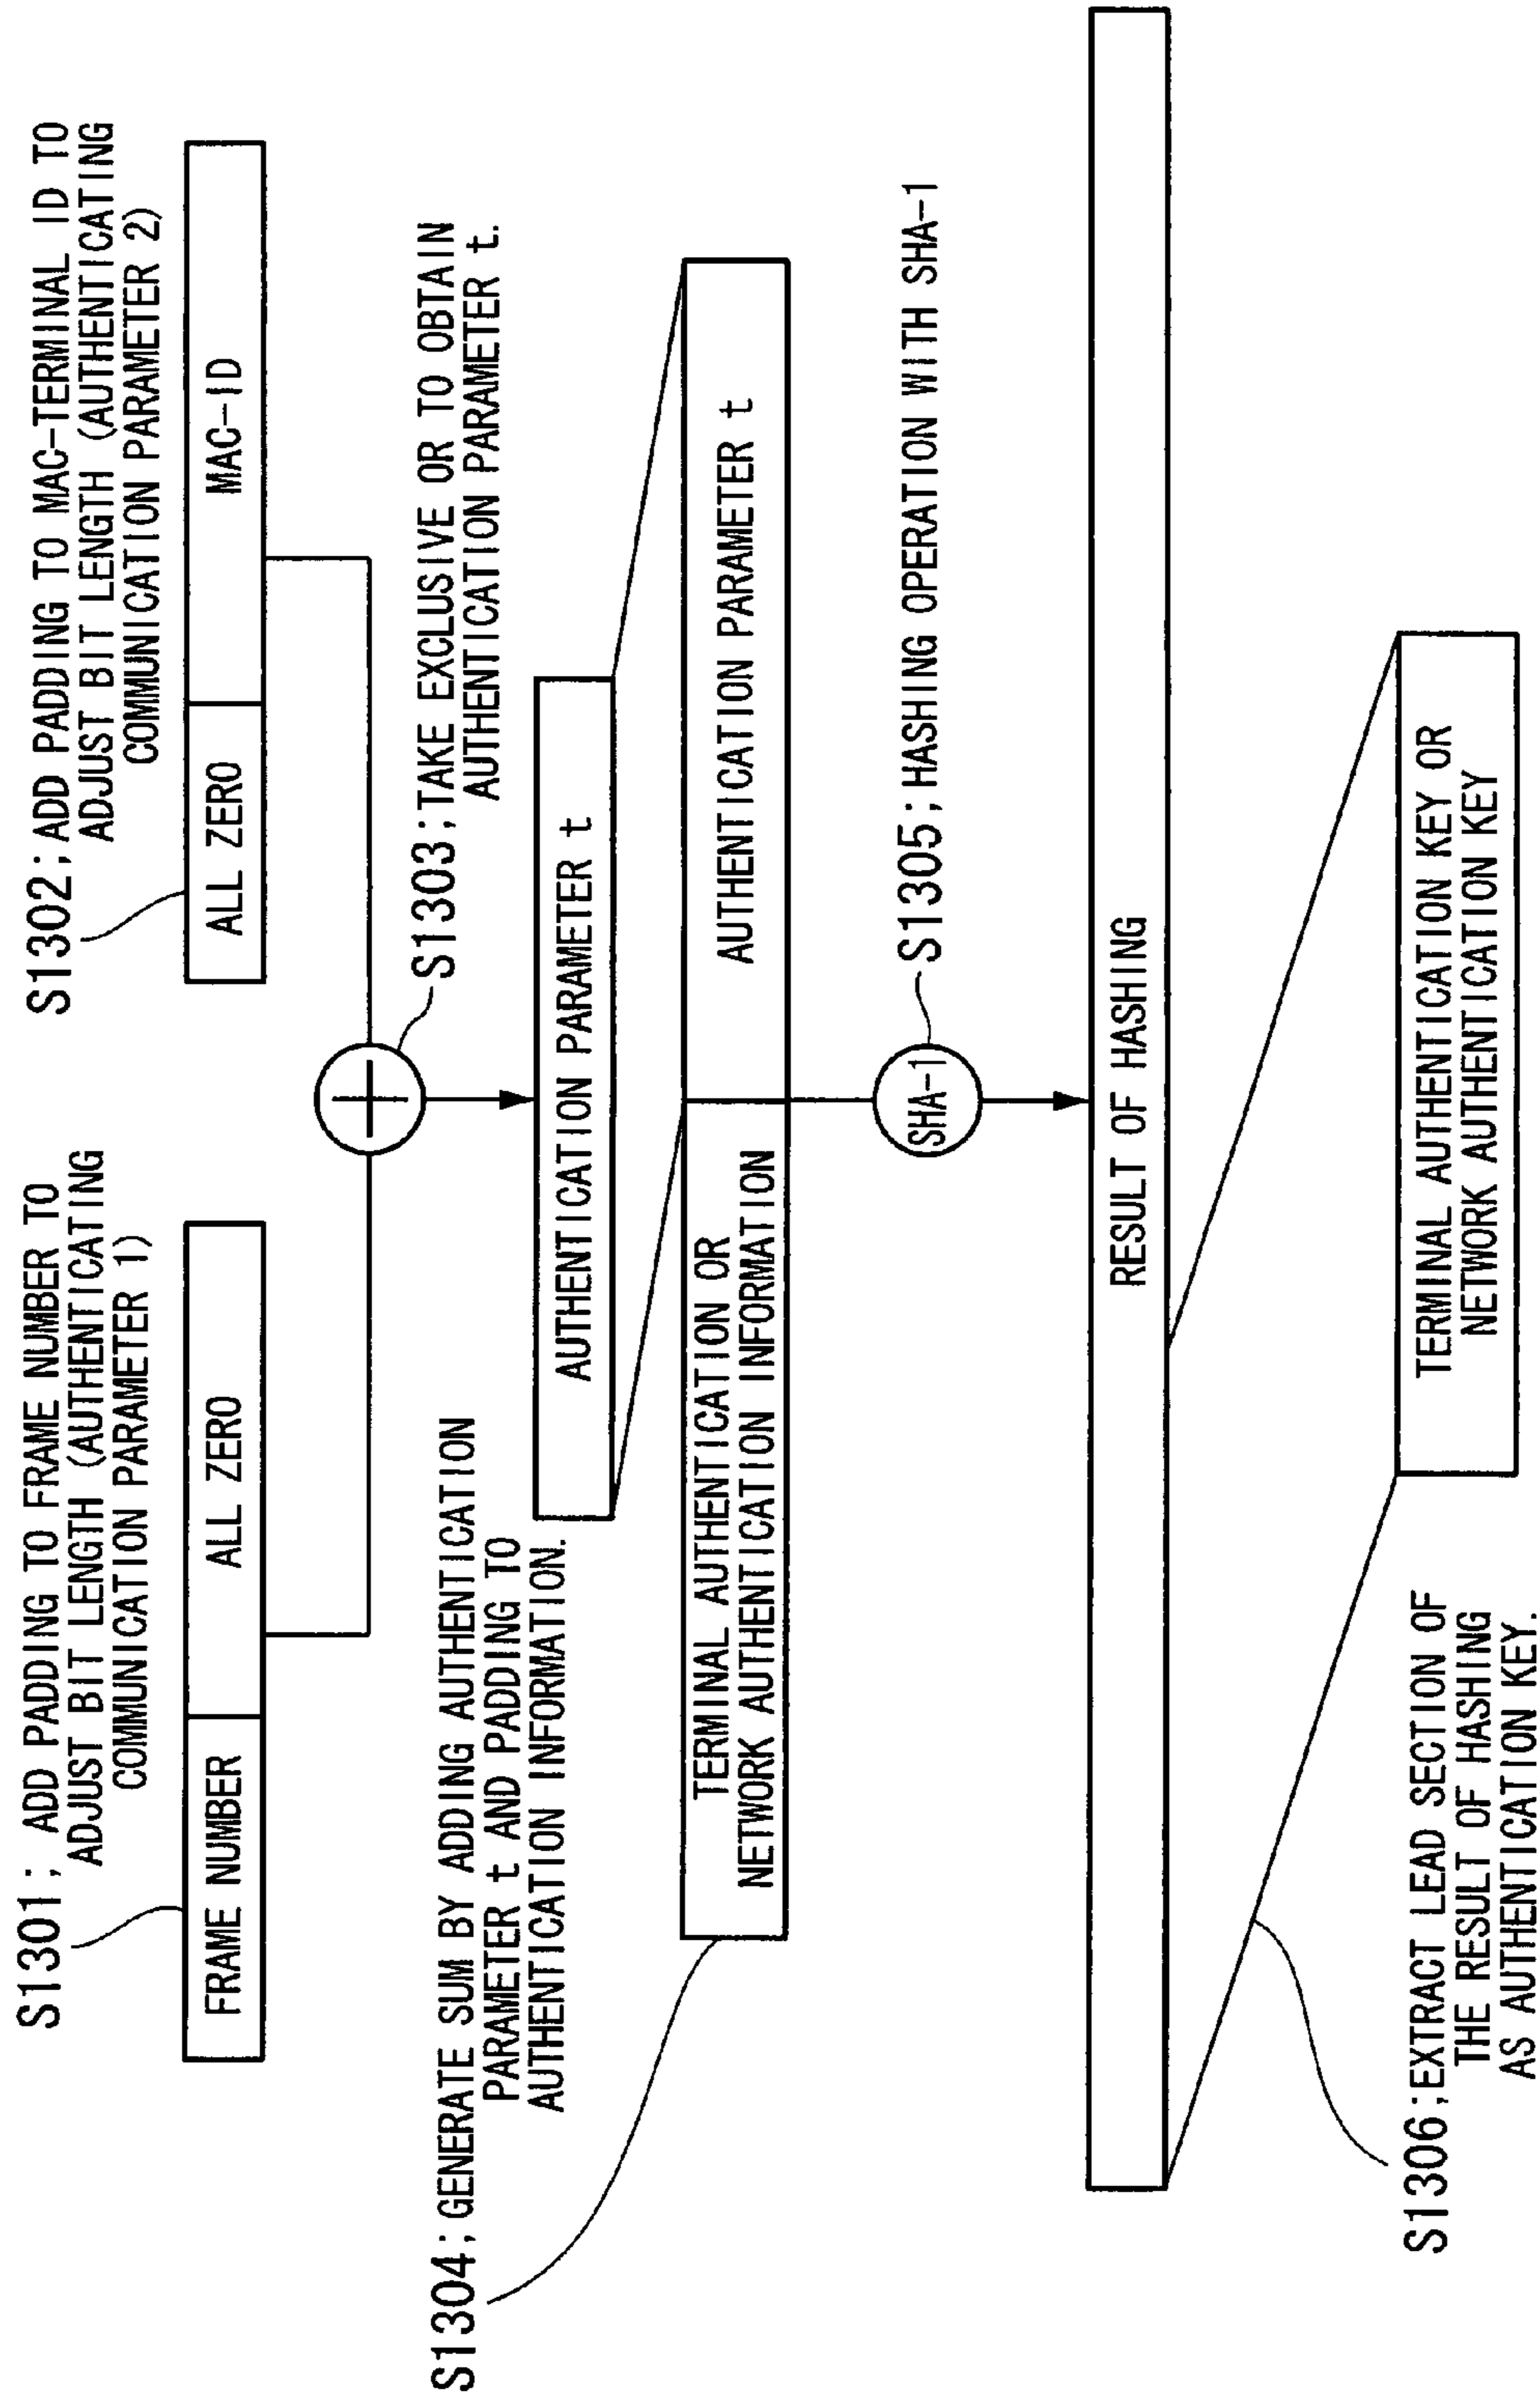 S1301; ADD PADDING TO FRAME NUMBER TO
ADJUST BIT LENGTH (AUTHENTICATING
COMMUNICATION PARAMETER 1)
S1302; ADD PADDING TO MAC-TERMINAL ID TO
ADJUST BIT LENGTH (AUTHENTICATING
COMMUNICATION PARAMETER 2)
FRAME NUMBER
ALL ZERO
ALL ZERO
MAC-ID
S1303; TAKE EXCLUSIVE OR TO OBTAIN
AUTHENTICATION PARAMETER t.
S1304; GENERATE SUM BY ADDING AUTHENTICATION
PARAMETER t AND PADDING TO
AUTHENTICATION INFORMATION.
AUTHENTICATION PARAMETER t
TERMINAL AUTHENTICATION OR
NETWORK AUTHENTICATION INFORMATION
AUTHENTICATION PARAMETER t
SHA-1
S1305; HASHING OPERATION WITH SHA-1
RESULT OF HASHING
S1306; EXTRACT LEAD SECTION OF
THE RESULT OF HASHING
AS AUTHENTICATION KEY.
TERMINAL AUTHENTICATION KEY OR
NETWORK AUTHENTICATION KEY